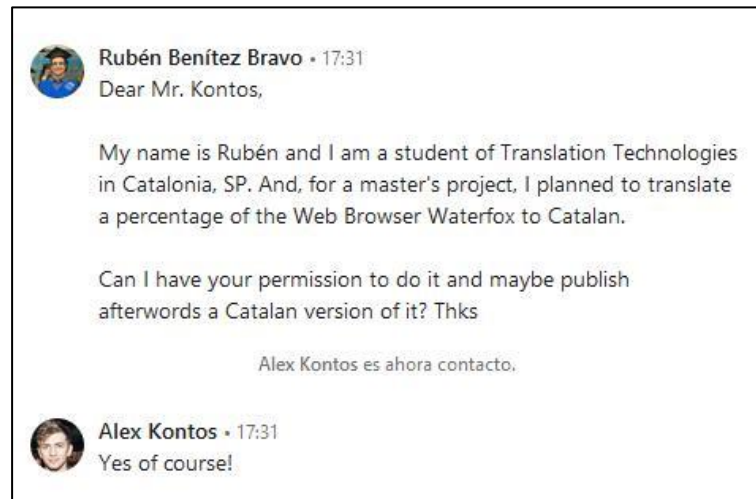 Rubén Benítez Bravo • 17:31
Dear Mr. Kontos,
My name is Rubén and I am a student of Translation Technologies
in Catalonia, SP. And, for a master's project, I planned to translate
a percentage of the Web Browser Waterfox to Catalan.
Can I have your permission to do it and maybe publish
afterwords a Catalan version of it? Thks
Alex Kontos es ahora contacto.
Alex Kontos • 17:31
Yes of course!